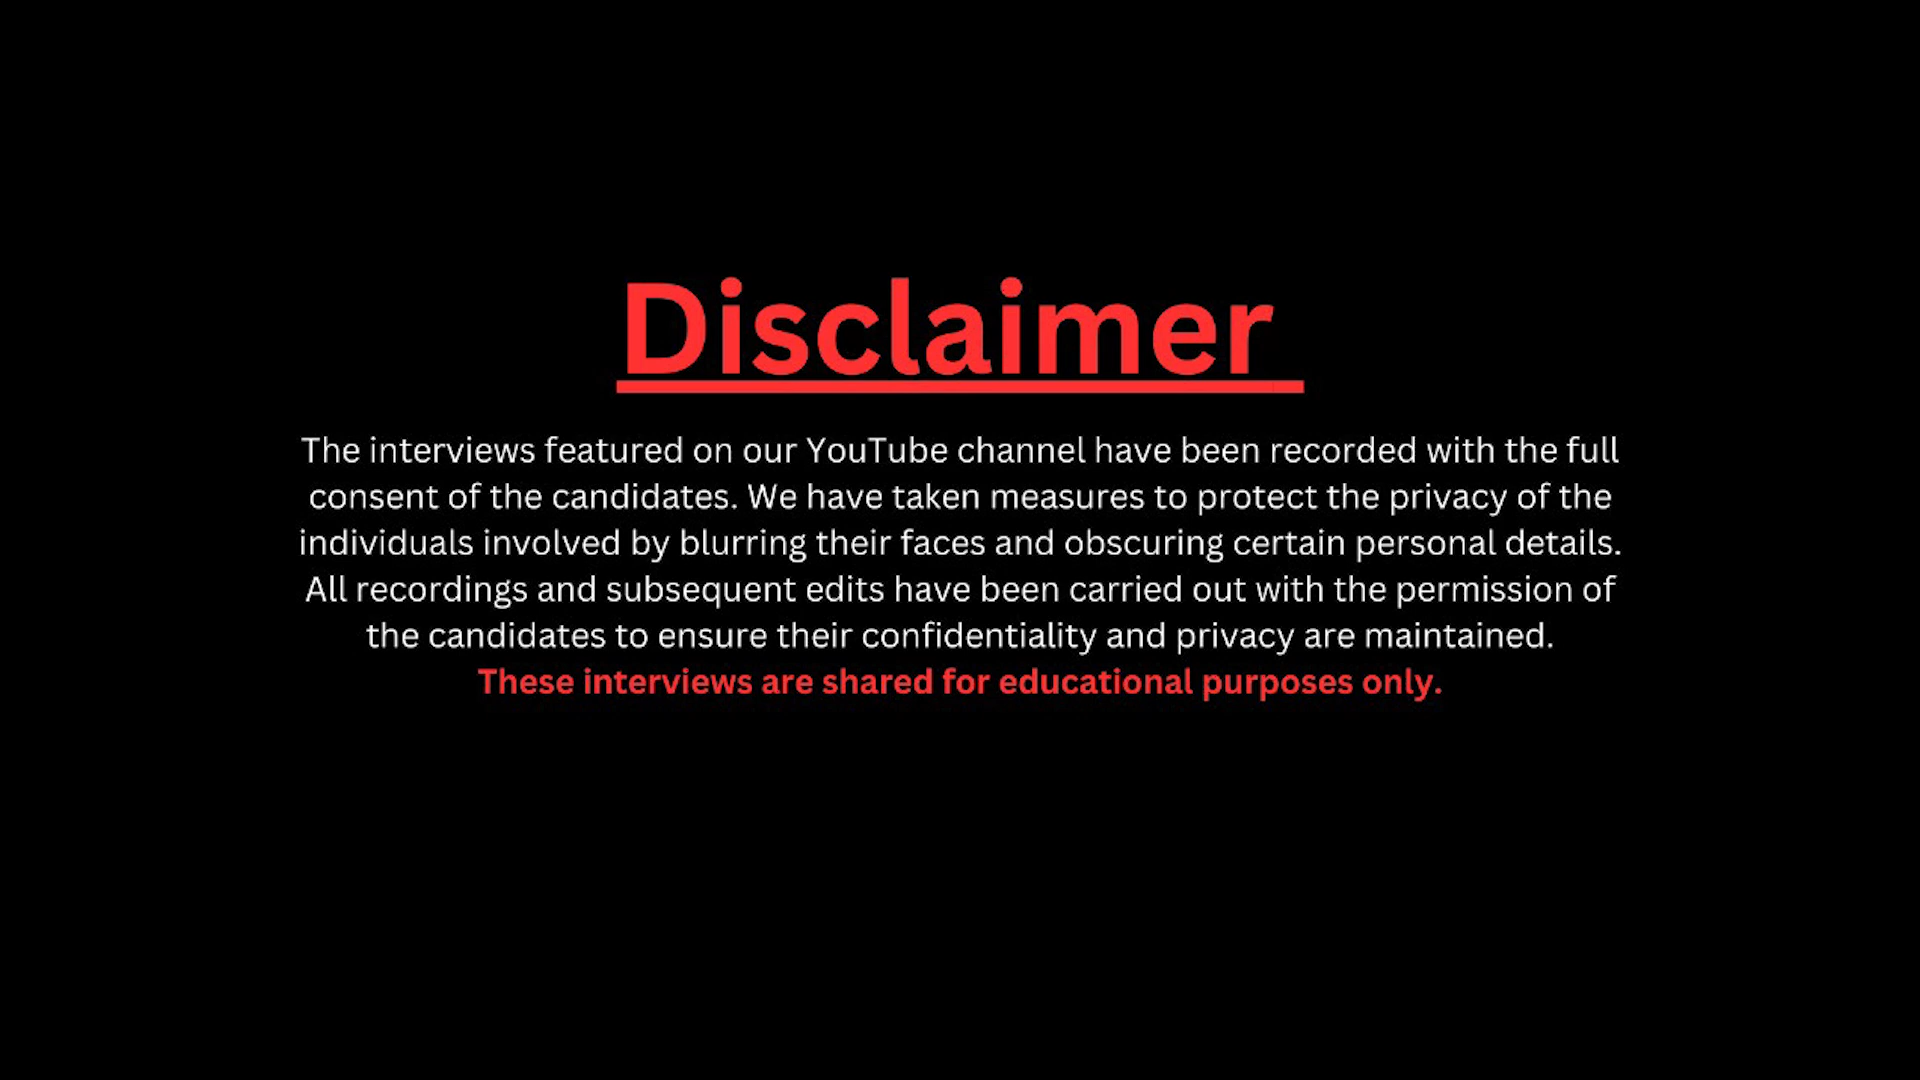 Disclaimer
The interviews featured on our YouTube channel have been recorded with the full
consent of the candidates. We have taken measures to protect the privacy of the
individuals involved by blurring their faces and obscuring certain personal details.
All recordings and subsequent edits have been carried out with the permission of
the candidates to ensure their confidentiality and privacy are maintained.
These interviews are shared for educational purposes only.